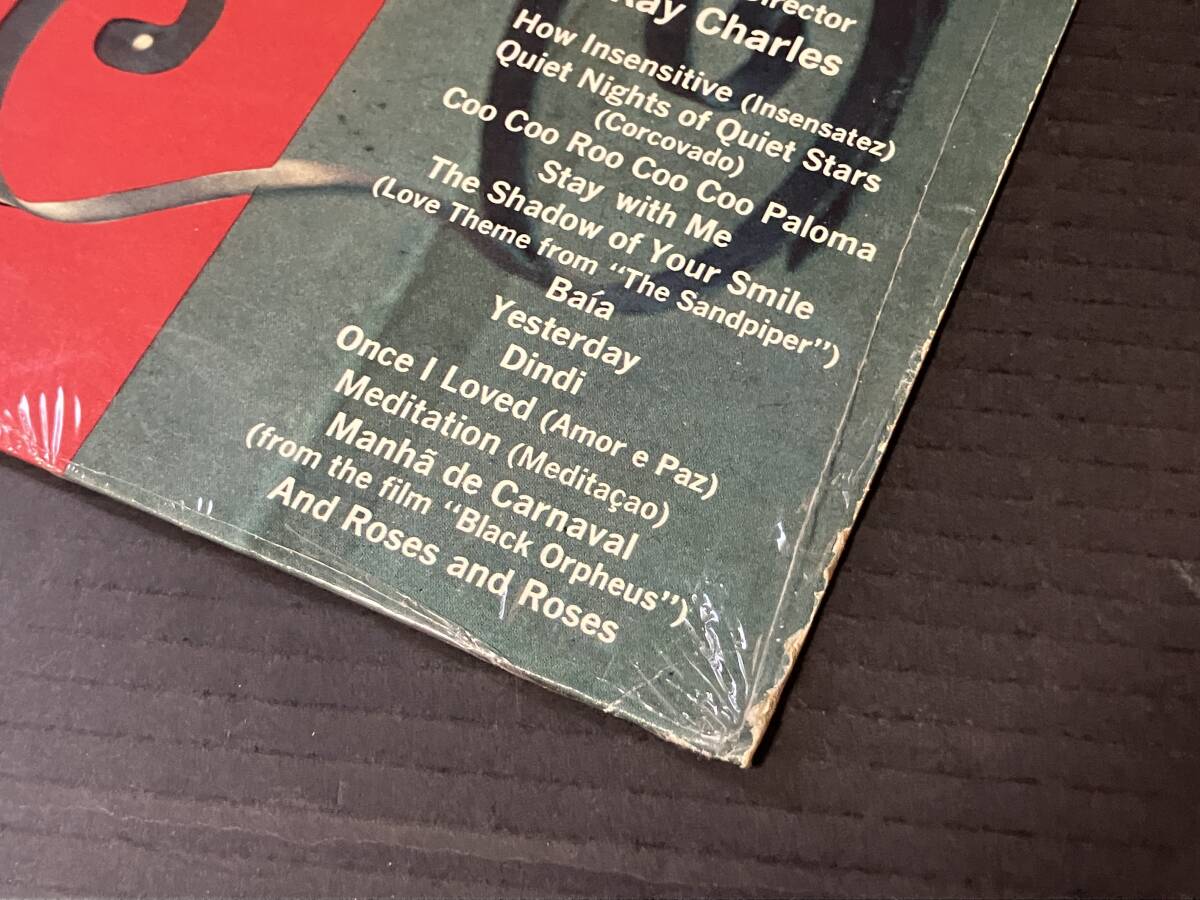 Director
Ray Charles
How Insensitive (Insensatez)
Quiet Nights of Quiet Stars
(Corcovado)
Coo Coo Roo Coo Coo Paloma
Stay with Me
The Shadow of Your Smile
(Love Theme from "The Sandpiper")
Baía
Yesterday
Dindi
Once I Loved (Amor e Paz)
Meditation (Meditaçao)
Manhã de Carnaval
(from the film "Black Orpheus")
And Roses and Roses